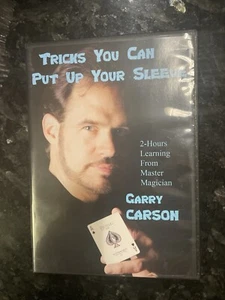 TRICKS YOU CAN
PUT UP YOUR SLEEVE
2-Hours
Learning
From
Master
Magician
GARRY
CARSON